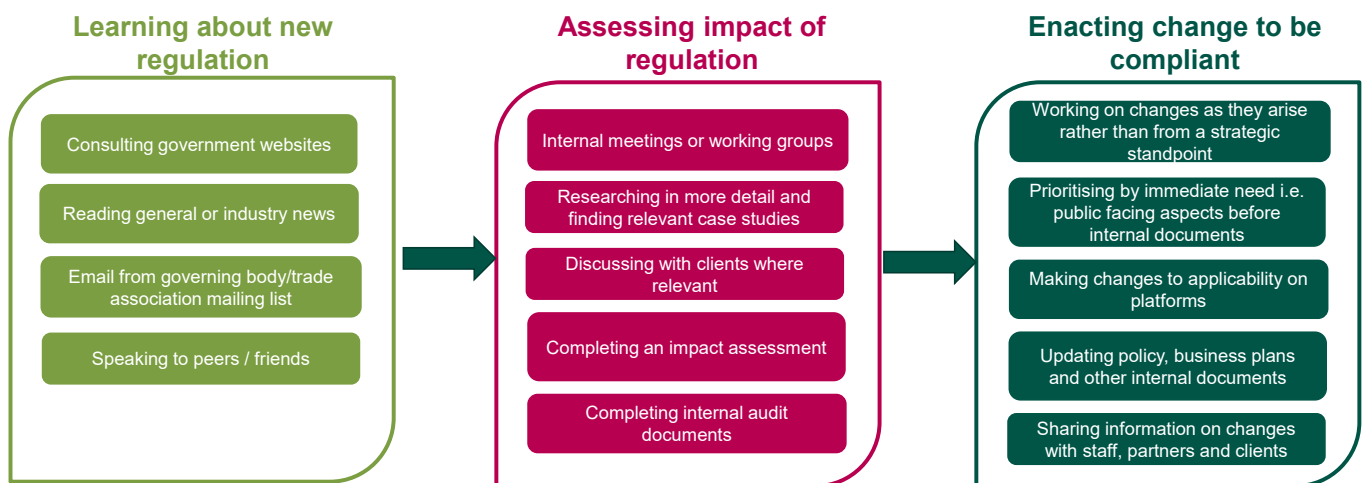 Learning about new
regulation
Consulting government websites
Reading general or industry news
Email from governing body/trade
association mailing list
Speaking to peers / friends
Assessing impact of
regulation
Internal meetings or working groups
Researching in more detail and
finding relevant case studies
Discussing with clients where
relevant
Completing an impact assessment
Completing internal audit
documents
Enacting change to be
compliant
Working on changes as they arise
rather than from a strategic
standpoint
Prioritising by immediate need i.e.
public facing aspects before
internal documents
Making changes to applicability on
platforms
Updating policy, business plans
and other internal documents
Sharing information on changes
with staff, partners and clients